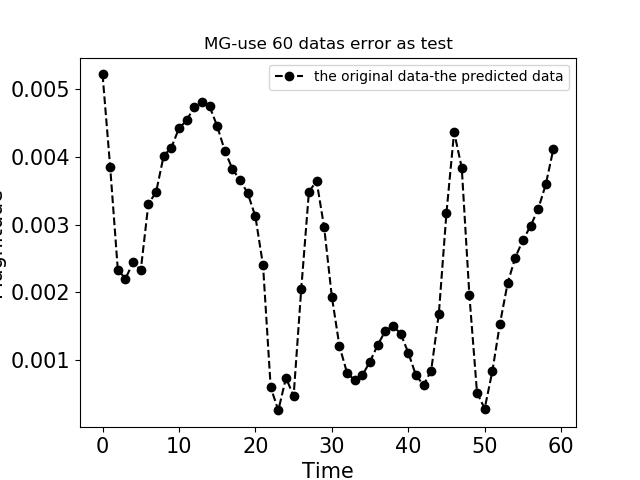 MG-use 60 datas error as test
the original data-the predicted data
0.005
0.004
0.003
0.002
0.001
0 10 20 30 40 50 60
Time